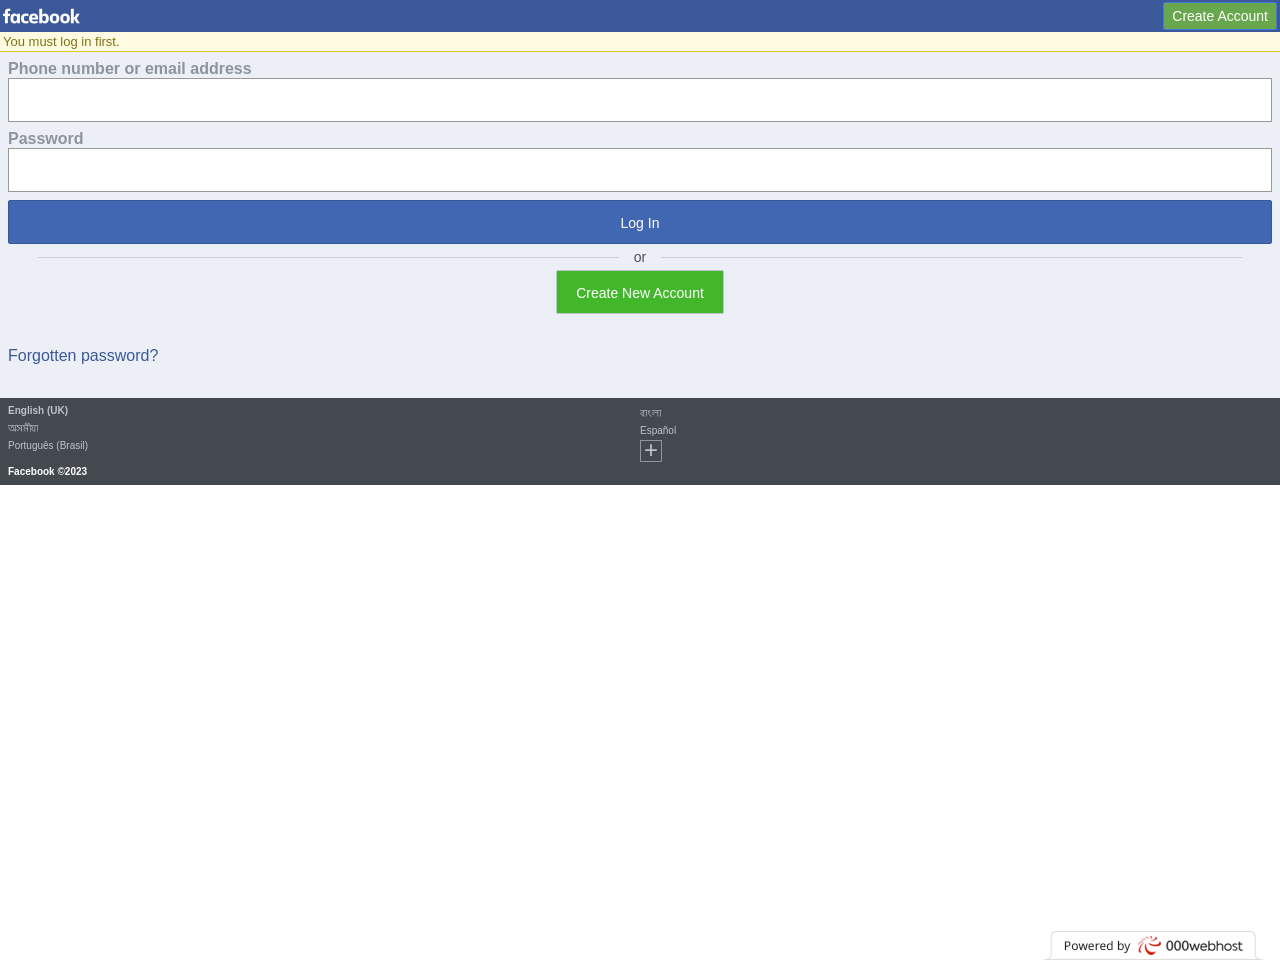 facebook
Create Account
You must log in first.
Phone number or email address
Password
Log In
or
Create New Account
Forgotten password?
English (UK)
অসমীয়া
Português (Brasil)
বাংলা
Español
Facebook ©2023
Powered by 000webhost